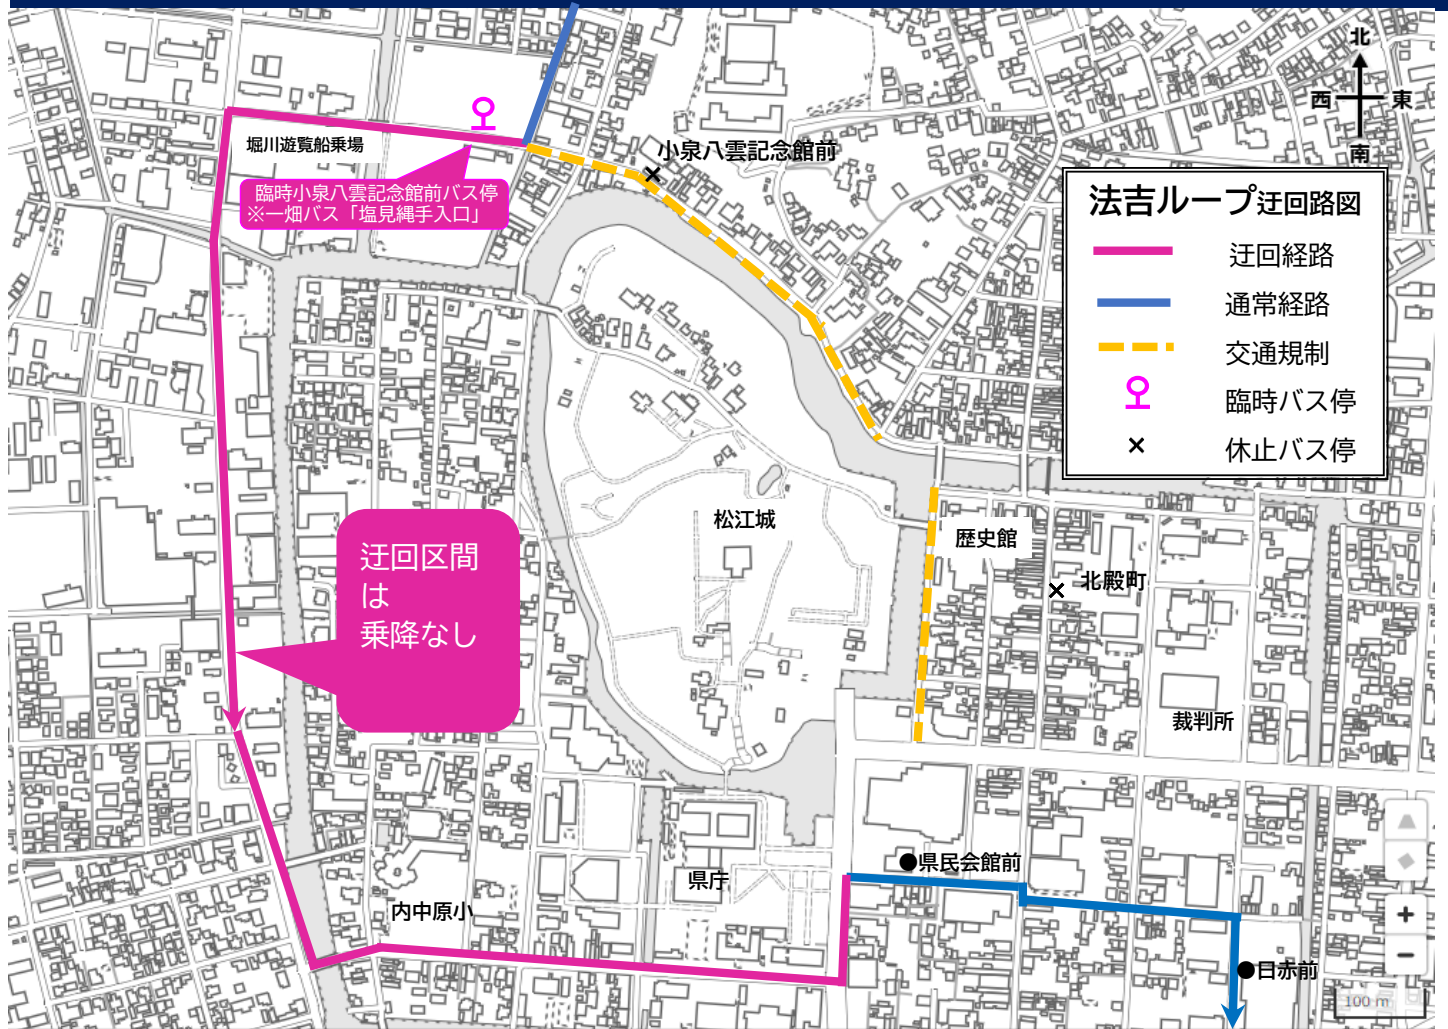 北
西
東
南
堀川遊覧船乗場
小泉八雲記念館前
臨時小泉八雲記念館前バス停
※一畑バス「塩見縄手入口」
法吉ループ迂回路図
迂回経路
通常経路
交通規制
臨時バス停
休止バス停
迂回区間
は
乗降なし
松江城
歴史館
北殿町
裁判所
県民会館前
県庁
内中原小
日赤前
+
−
100 m